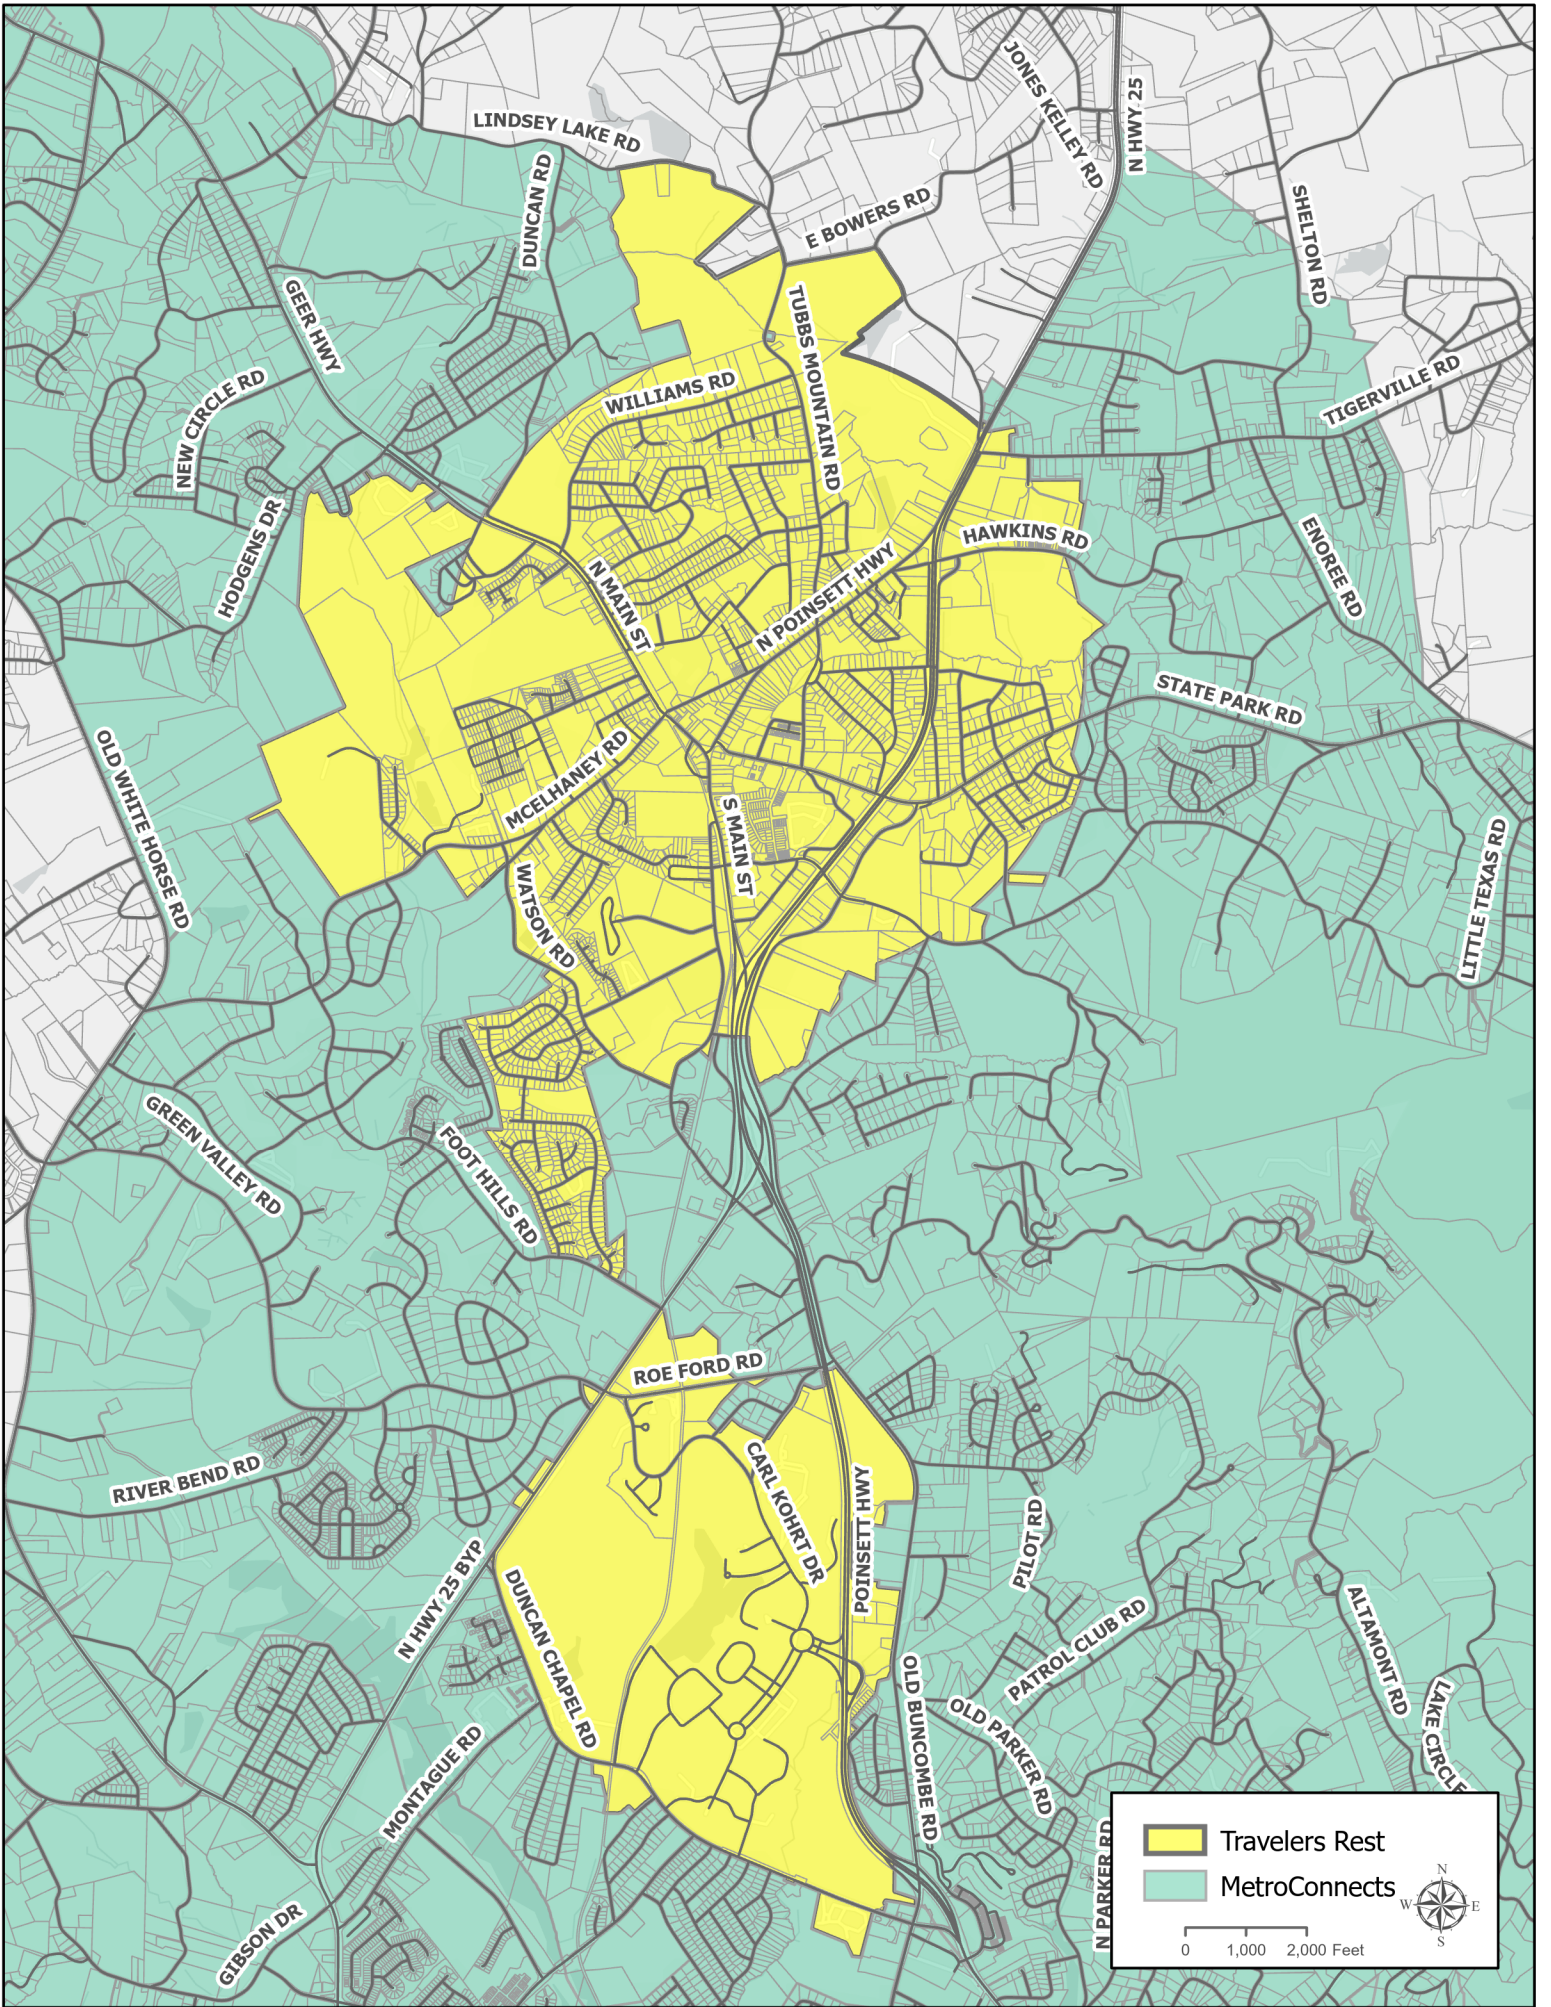 JONES KELLEY RD
N HWY 25
LINDSEY LAKE RD
DUNCAN RD
E BOWERS RD
SHELTON RD
GEER HWY
TUBBS MOUNTAIN RD
NEW CIRCLE RD
WILLIAMS RD
TIGERVILLE RD
HODGENS DR
HAWKINS RD
ENOREE RD
N MAIN ST
N POINSETT HWY
STATE PARK RD
OLD WHITE HORSE RD
MCELHANEY RD
S MAIN ST
WATSON RD
LITTLE TEXAS RD
GREEN VALLEY RD
FOOT HILLS RD
ROE FORD RD
RIVER BEND RD
CARL KOHRT DR
POINSETT HWY
PILOT RD
N HWY 25 BYP
DUNCAN CHAPEL RD
PATROL CLUB RD
ALTAMONT RD
OLD BUNCOMBE RD
OLD PARKER RD
LAKE CIRCLE
MONTAGUE RD
N PARKER RD
GIBSON DR
Travelers Rest
MetroConnects
N
W
E
S
0 1,000 2,000 Feet